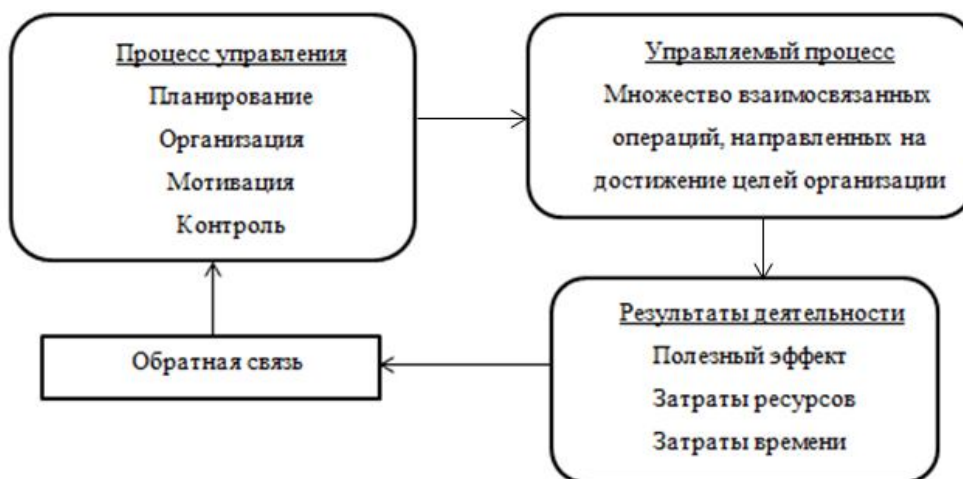 Процесс управления
Планирование
Организация
Мотивация
Контроль
Управляемый процесс
Множество взаимосвязанных
операций, направленных на
достижение целей организации
Результаты деятельности
Полезный эффект
Затраты ресурсов
Затраты времени
Обратная связь